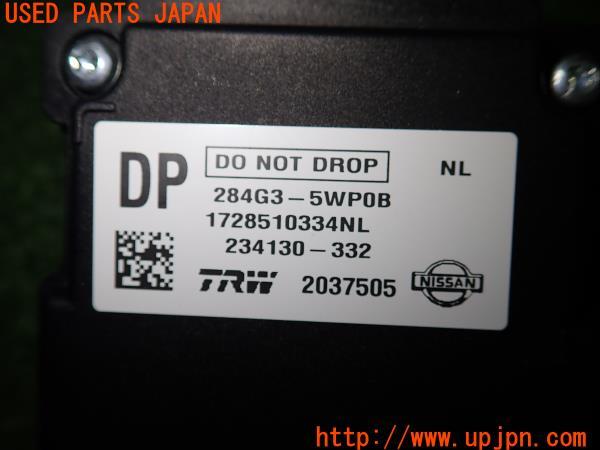 USED PARTS JAPAN
DP
DO NOT DROP
NL
284G3-5WP0B
1728510334NL
234130-332
TRW 2037505 NISSAN
http://www.upjpn.com